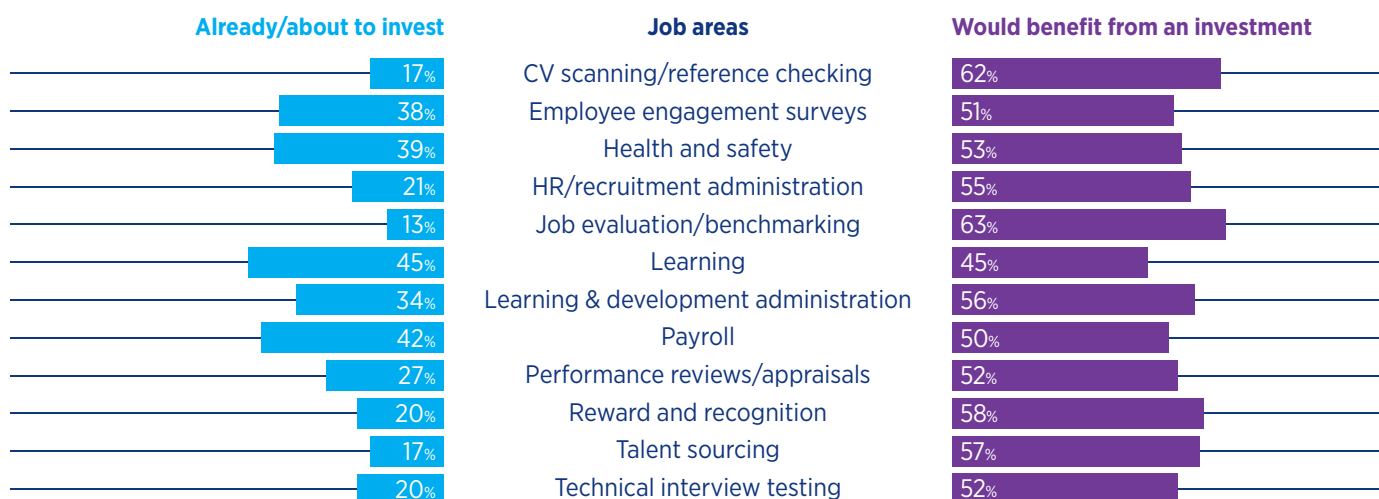 Already/about to invest Job areas Would benefit from an investment
17% CV scanning/reference checking 62%
38% Employee engagement surveys 51%
39% Health and safety 53%
21% HR/recruitment administration 55%
13% Job evaluation/benchmarking 63%
45% Learning 45%
34% Learning & development administration 56%
42% Payroll 50%
27% Performance reviews/appraisals 52%
20% Reward and recognition 58%
17% Talent sourcing 57%
20% Technical interview testing 52%